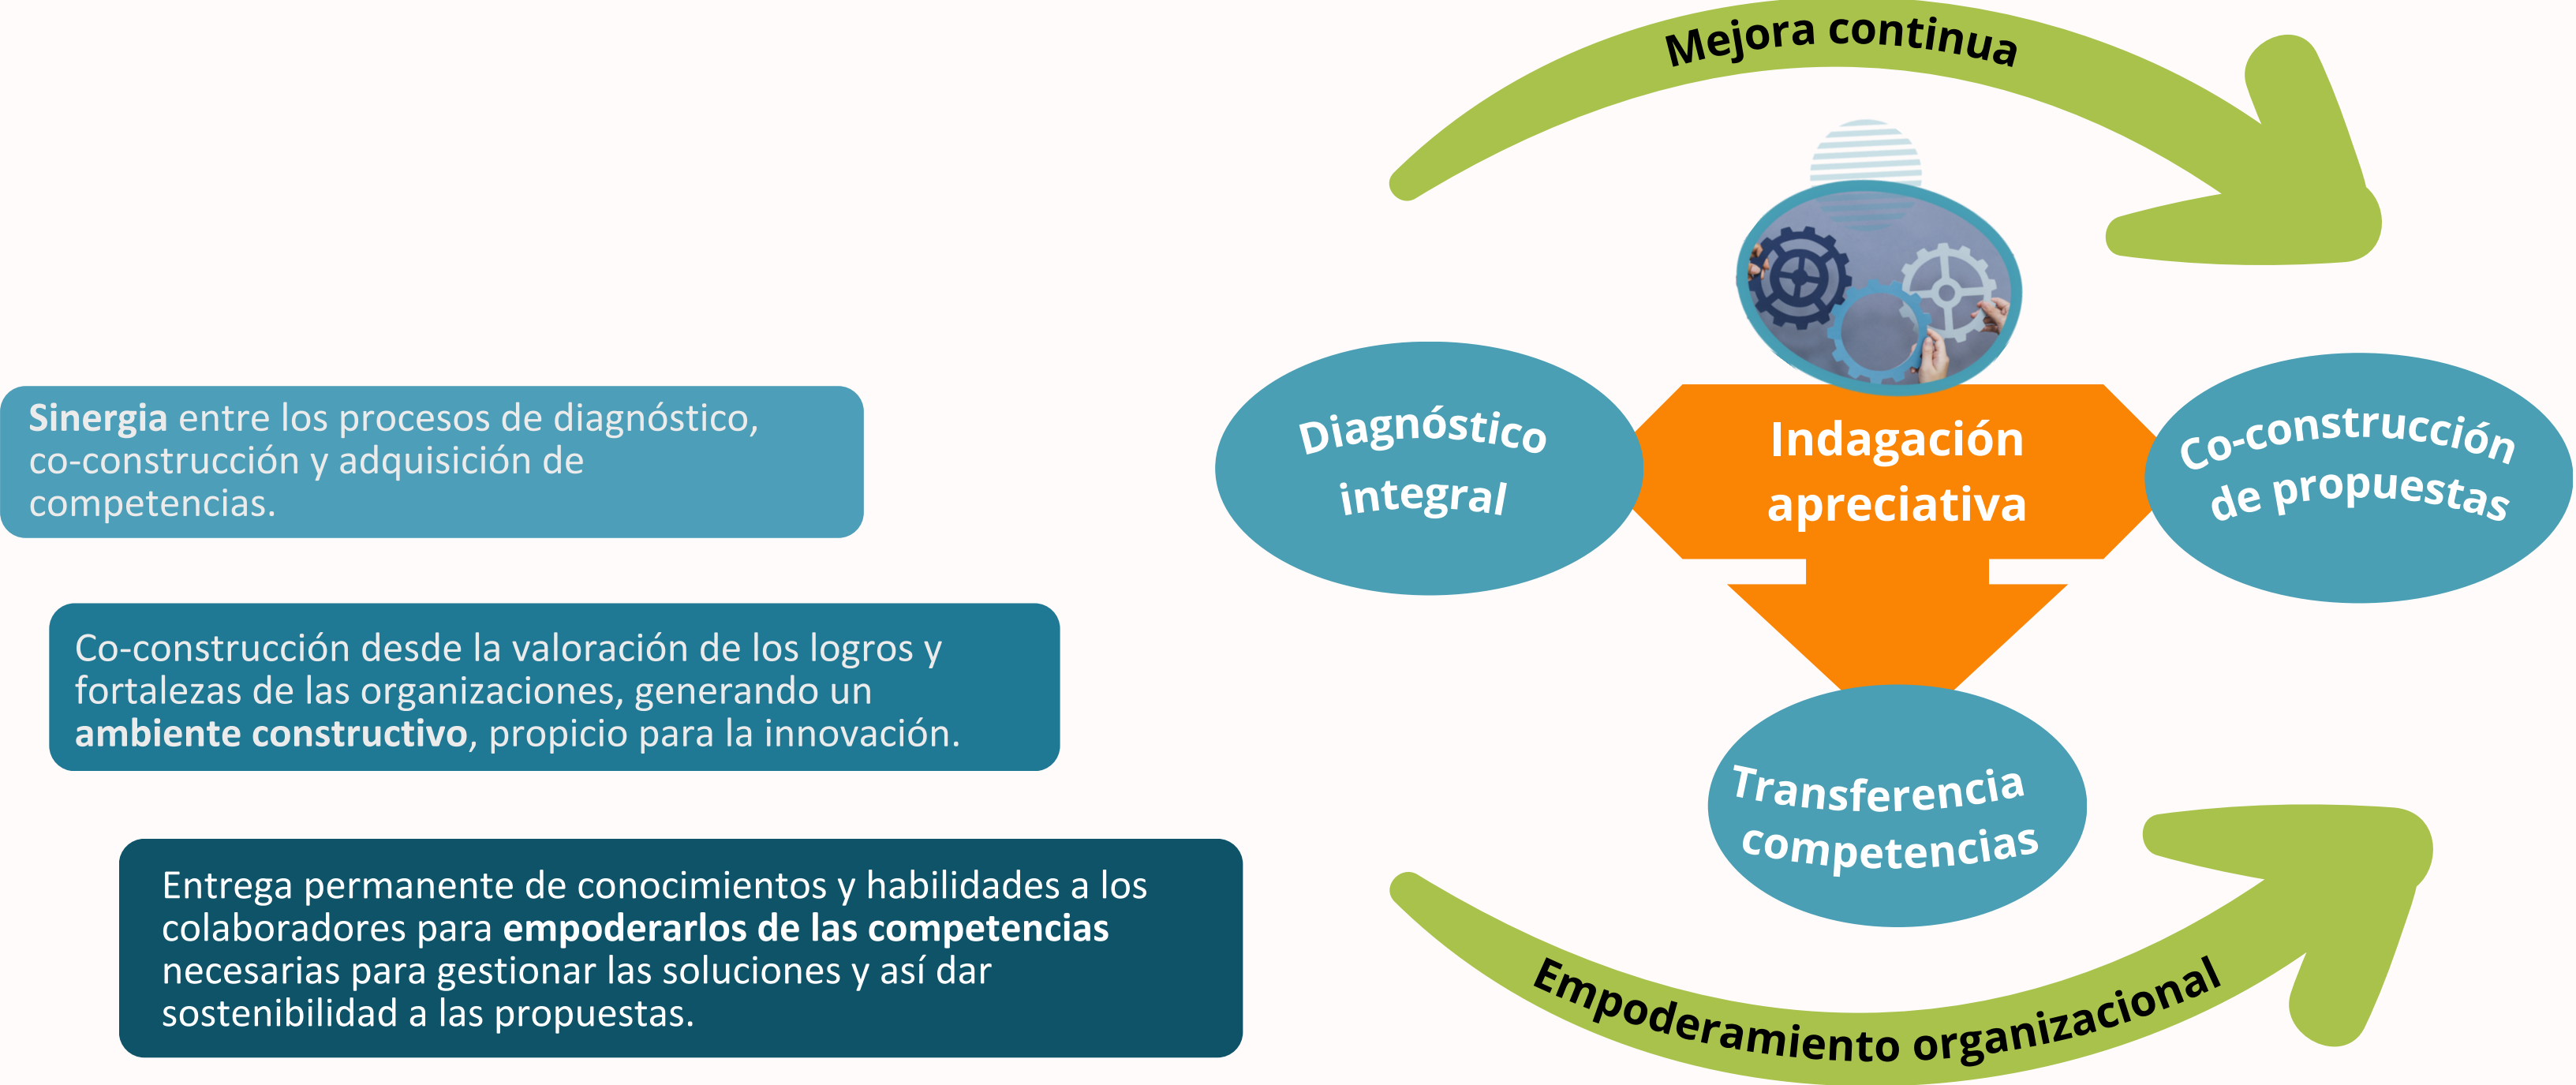 Sinergia entre los procesos de diagnóstico,
co-construcción y adquisición de
competencias.
Co-construcción desde la valoración de los logros y
fortalezas de las organizaciones, generando un
ambiente constructivo, propicio para la innovación.
Entrega permanente de conocimientos y habilidades a los
colaboradores para empoderarlos de las competencias
necesarias para gestionar las soluciones y así dar
sostenibilidad a las propuestas.
Mejora continua
Diagnóstico
integral
Indagación
apreciativa
Co-construcción
de propuestas
Transferencia
competencias
Empoderamiento organizacional